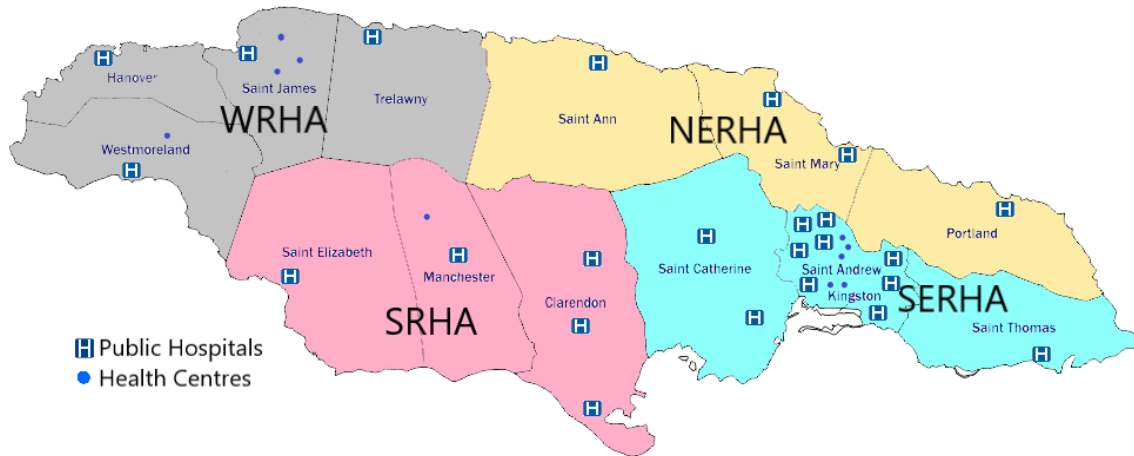 Hanover
Saint James
WRHA
Trelawny
Westmoreland
Saint Ann
NERHA
Saint Mary
Portland
Saint Elizabeth
Manchester
SRHA
Clarendon
Saint Catherine
Saint Andrew
Kingston
SERHA
Saint Thomas
H Public Hospitals
Health Centres